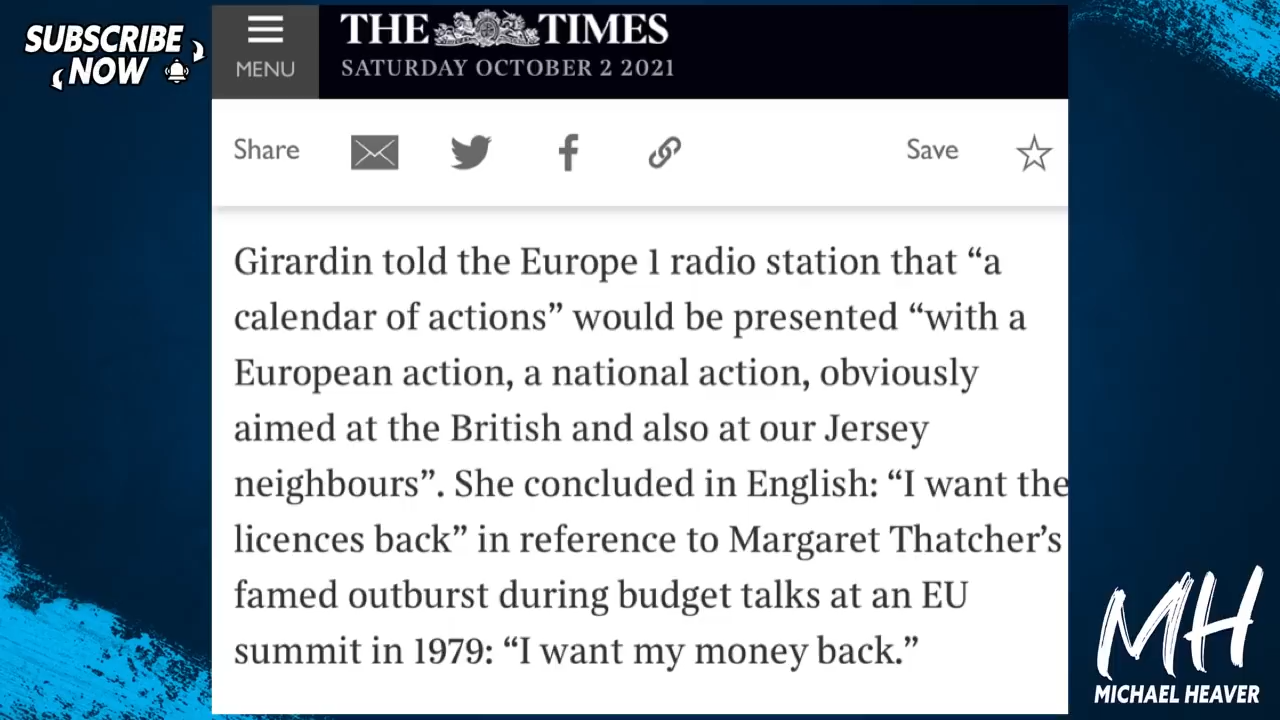 SUBSCRIBE
NOW
MENU
THE TIMES
SATURDAY OCTOBER 2 2021
Share
Save
Girardin told the Europe 1 radio station that “a
calendar of actions” would be presented “with a
European action, a national action, obviously
aimed at the British and also at our Jersey
neighbours”. She concluded in English: “I want the
licences back” in reference to Margaret Thatcher’s
famed outburst during budget talks at an EU
summit in 1979: “I want my money back.”
MH
MICHAEL HEAVER